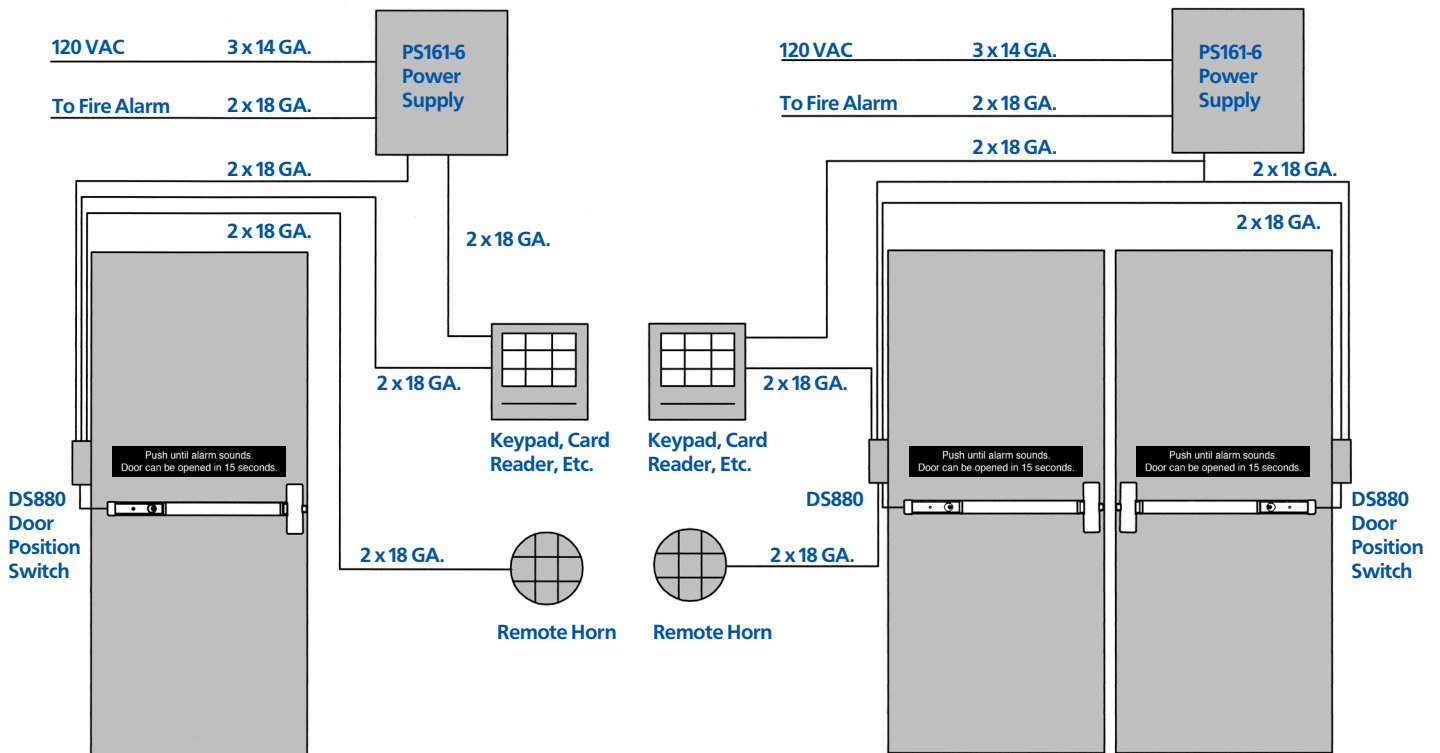 120 VAC
3 x 14 GA.
To Fire Alarm
2 x 18 GA.
PS161-6
Power
Supply
2 x 18 GA.
2 x 18 GA.
2 x 18 GA.
2 x 18 GA.
Keypad, Card
Reader, Etc.
Push until alarm sounds.
Door can be opened in 15 seconds.
DS880
Door
Position
Switch
2 x 18 GA.
Remote Horn
120 VAC
3 x 14 GA.
To Fire Alarm
2 x 18 GA.
PS161-6
Power
Supply
2 x 18 GA.
2 x 18 GA.
2 x 18 GA.
2 x 18 GA.
Keypad, Card
Reader, Etc.
Push until alarm sounds.
Door can be opened in 15 seconds.
Push until alarm sounds.
Door can be opened in 15 seconds.
DS880
DS880
Door
Position
Switch
2 x 18 GA.
Remote Horn